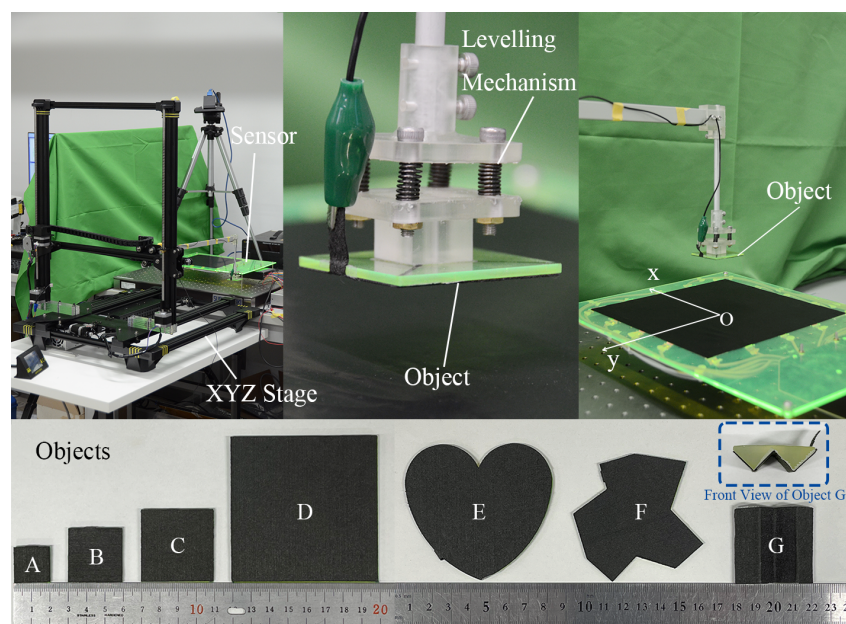 Sensor
XYZ Stage
Levelling
Mechanism
Object
Object
x
O
y
Objects
A
B
C
D
E
F
G
Front View of Object G
1 2 3 4 5 6 7 8 9 10 11 13 14 15 16 17 18 19 20
STAINLESS HARDENED
1 2 3 4 5 6 7 8 9 10 11 12 13 14 15 16 17 18 19 20 21 22